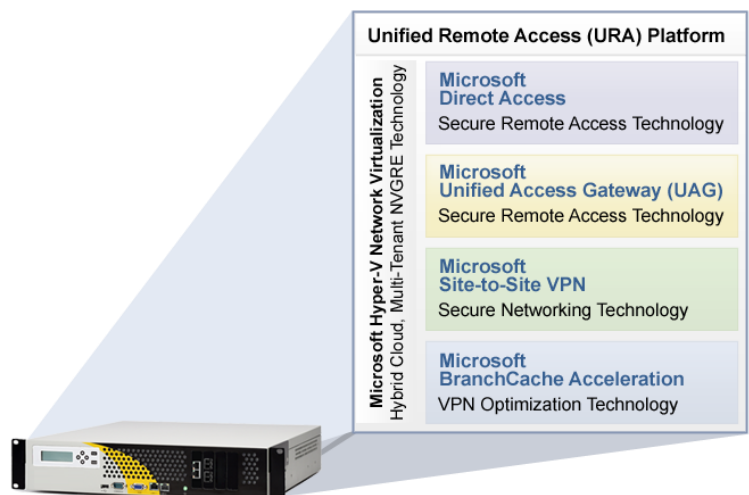 Unified Remote Access (URA) Platform
Microsoft Hyper-V Network Virtualization
Hybrid Cloud, Multi-Tenant NVGRE Technology
Microsoft
Direct Access
Secure Remote Access Technology
Microsoft
Unified Access Gateway (UAG)
Secure Remote Access Technology
Microsoft
Site-to-Site VPN
Secure Networking Technology
Microsoft
BranchCache Acceleration
VPN Optimization Technology